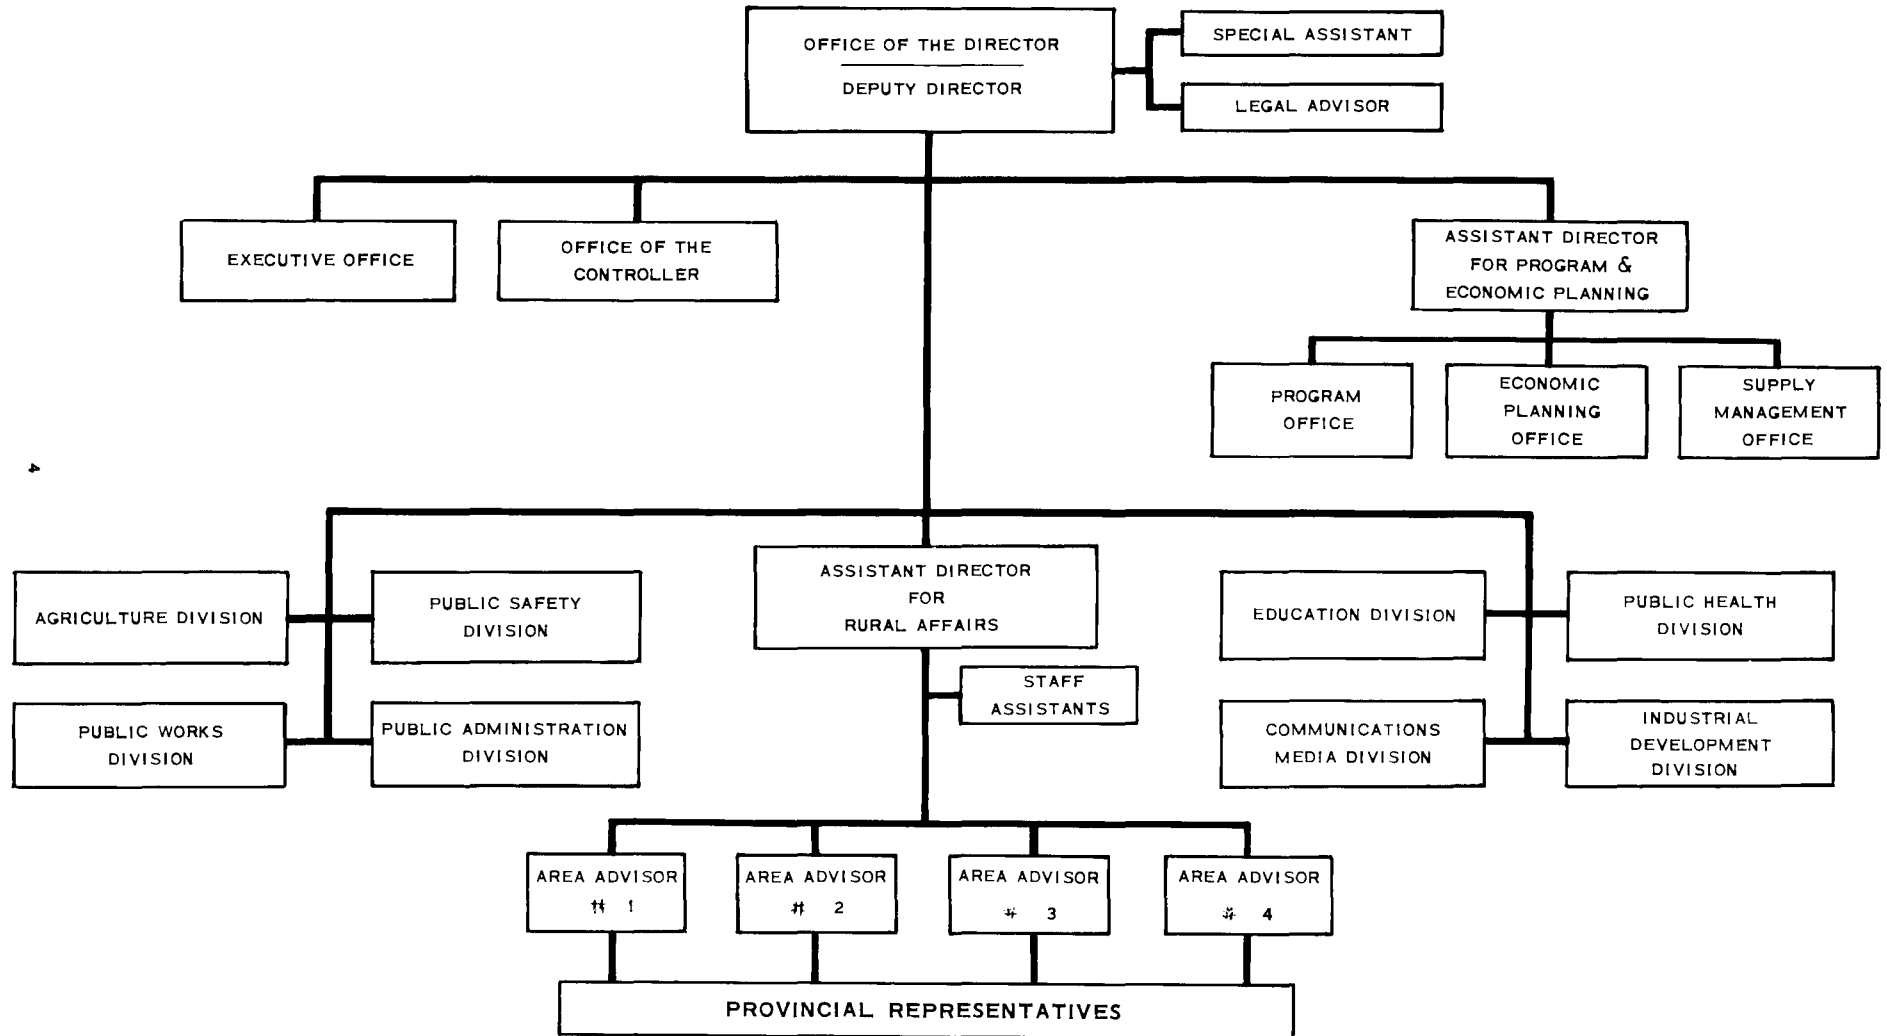 OFFICE OF THE DIRECTOR
DEPUTY DIRECTOR
SPECIAL ASSISTANT
LEGAL ADVISOR
EXECUTIVE OFFICE
OFFICE OF THE
CONTROLLER
ASSISTANT DIRECTOR
FOR PROGRAM &
ECONOMIC PLANNING
PROGRAM
OFFICE
ECONOMIC
PLANNING
OFFICE
SUPPLY
MANAGEMENT
OFFICE
4
AGRICULTURE DIVISION
PUBLIC SAFETY
DIVISION
PUBLIC WORKS
DIVISION
PUBLIC ADMINISTRATION
DIVISION
ASSISTANT DIRECTOR
FOR
RURAL AFFAIRS
STAFF
ASSISTANTS
EDUCATION DIVISION
PUBLIC HEALTH
DIVISION
COMMUNICATIONS
MEDIA DIVISION
INDUSTRIAL
DEVELOPMENT
DIVISION
AREA ADVISOR
# 1
AREA ADVISOR
# 2
AREA ADVISOR
# 3
AREA ADVISOR
# 4
PROVINCIAL REPRESENTATIVES